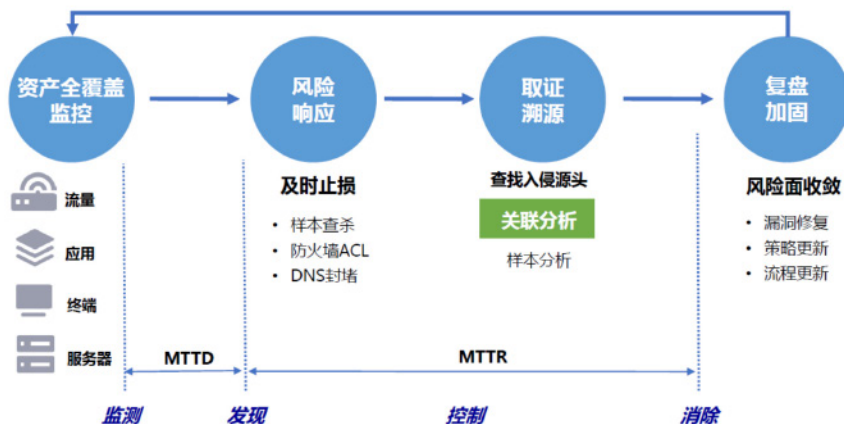 资产全覆盖
监控
风险
响应
取证
溯源
复盘
加固
流量
应用
终端
服务器
及时止损
• 样本查杀
• 防火墙ACL
• DNS封堵
查找入侵源头
关联分析
样本分析
风险面收敛
• 漏洞修复
• 策略更新
• 流程更新
MTTD
MTTR
监测
发现
控制
消除